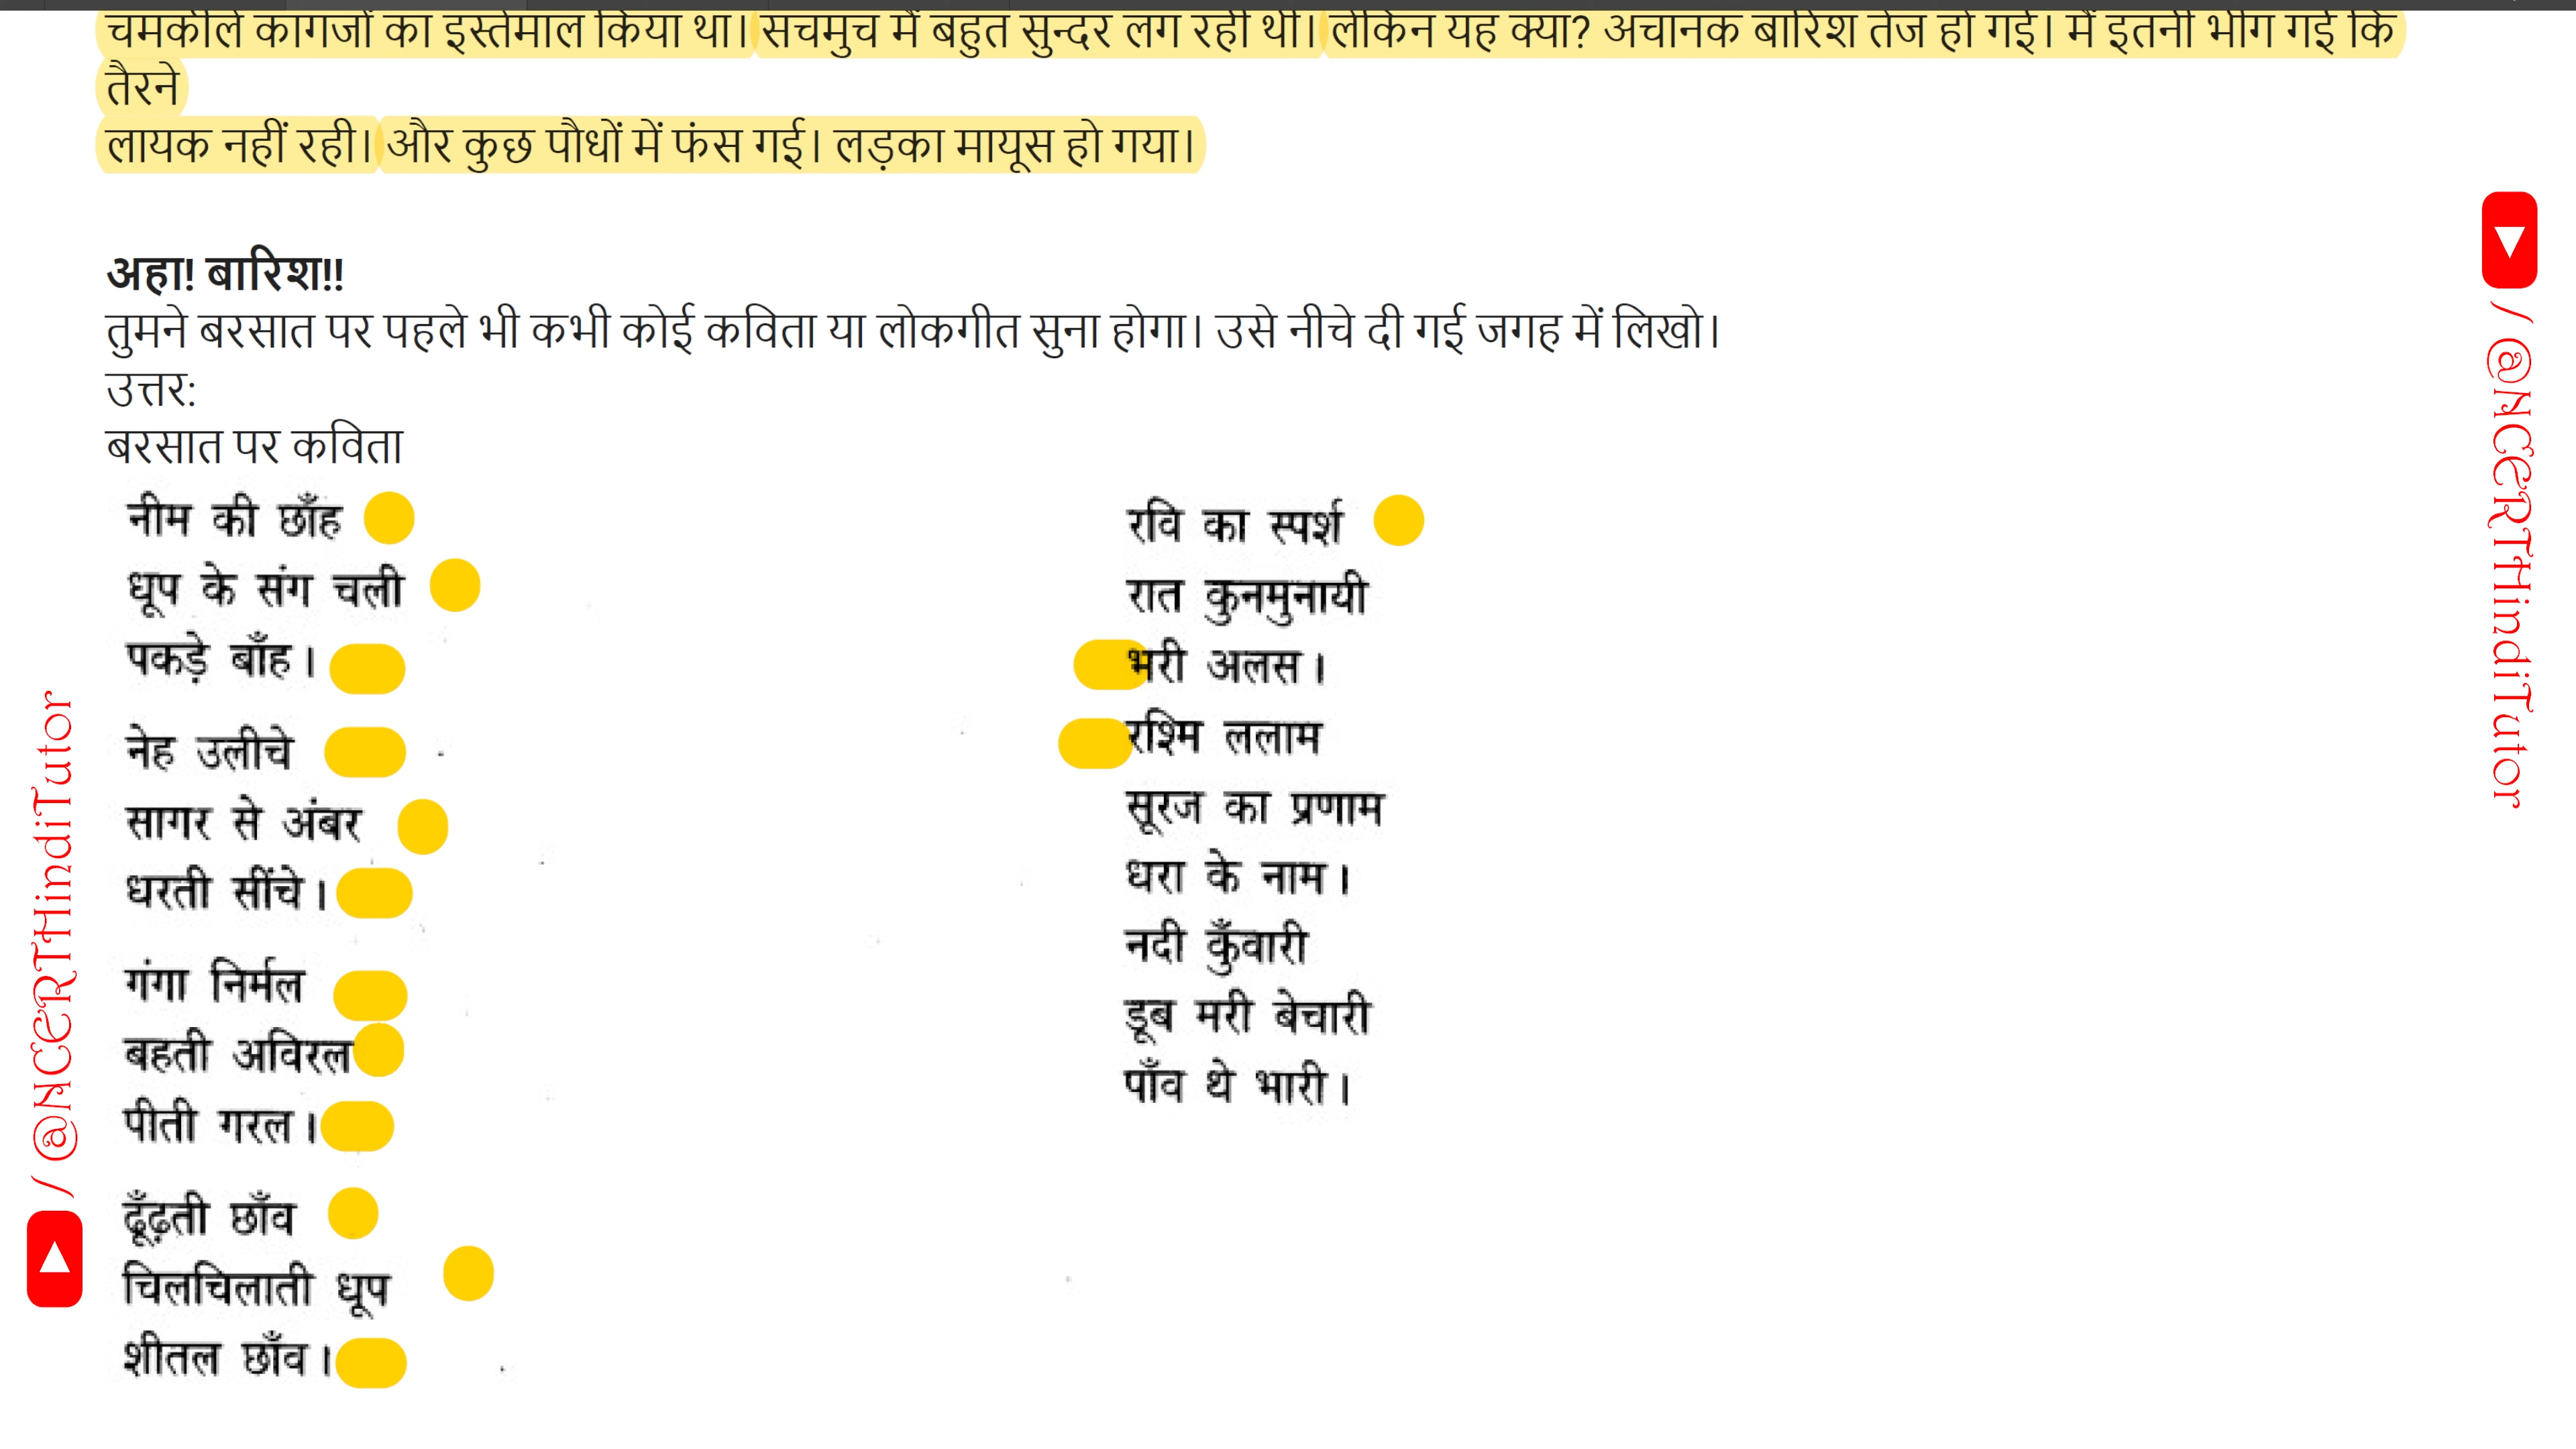 चमकीले कागजों का इस्तेमाल किया था। सचमुच मैं बहुत सुन्दर लग रही थी। लेकिन यह क्या? अचानक बारिश तेज हो गई। मैं इतनी भीग गई कि
तैरने
लायक नहीं रही। और कुछ पौधों में फंस गई। लड़का मायूस हो गया।
अहा! बारिश!!
तुमने बरसात पर पहले भी कभी कोई कविता या लोकगीत सुना होगा। उसे नीचे दी गई जगह में लिखो।
उत्तर:
बरसात पर कविता
नीम की छाँह
धूप के संग चली
पकड़े बाँह।
नेह उलीचे
सागर से अंबर
धरती सींचे।
गंगा निर्मल
बहती अविरल
पीती गरल।
ढूँढ़ती छाँव
चिलचिलाती धूप
शीतल छाँव।
रवि का स्पर्श
रात कुनमुनायी
भरी अलस।
रश्मि ललाम
सूरज का प्रणाम
धरा के नाम।
नदी कुँवारी
डूब मरी बेचारी
पाँव थे भारी।
/ @NCERTHindiTutor
/ @NCERTHindiTutor